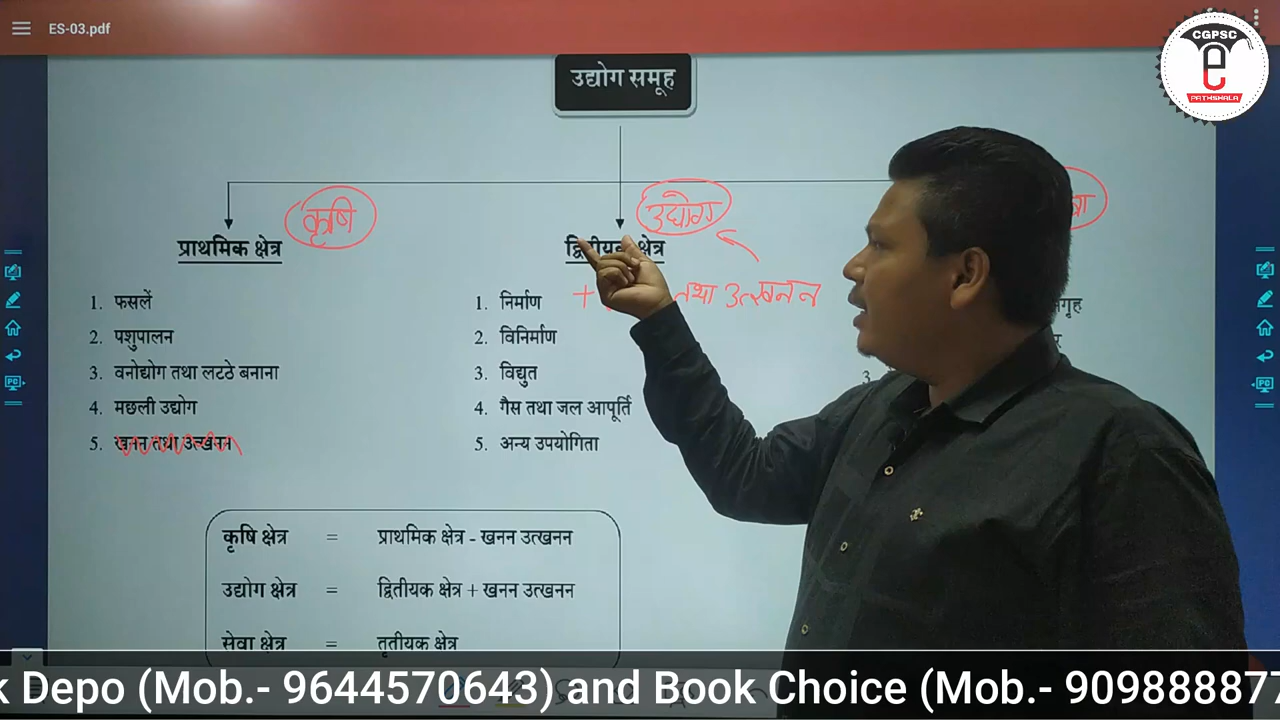 ES-03.pdf
CGPSC
e
PATHSHALA
उद्योग समूह
कृषि
उद्योग
प्राथमिक क्षेत्र
द्वितीयक क्षेत्र
1. फसलें
2. पशुपालन
3. वनोद्योग तथा लटठे बनाना
4. मछली उद्योग
5. खनन तथा उत्खनन
1. निर्माण
+ तथा उत्खनन
2. विनिर्माण
3. विद्युत
4. गैस तथा जल आपूर्ति
5. अन्य उपयोगिता
3.
कृषि क्षेत्र = प्राथमिक क्षेत्र - खनन उत्खनन
उद्योग क्षेत्र = द्वितीयक क्षेत्र + खनन उत्खनन
सेवा क्षेत्र = तृतीयक क्षेत्र
k Depo (Mob.- 9644570643) and Book Choice (Mob.- 909888877